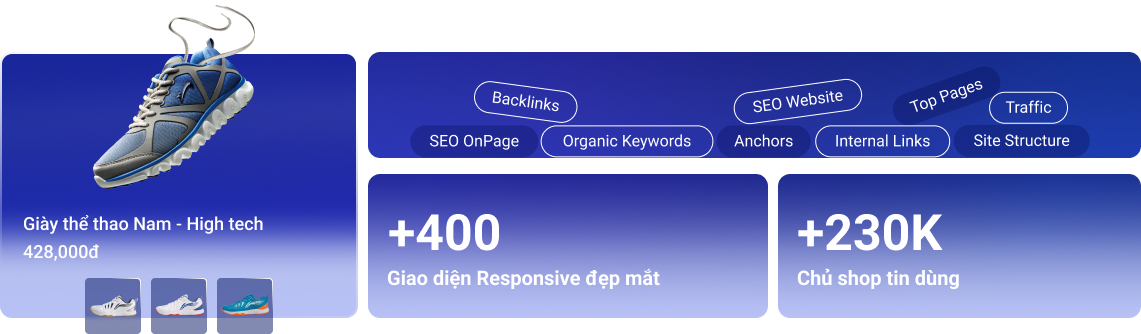 Giày thể thao Nam - High tech
428,000đ
Backlinks
SEO Website
Top Pages
Traffic
SEO OnPage
Organic Keywords
Anchors
Internal Links
Site Structure
+400
Giao diện Responsive đẹp mắt
+230K
Chủ shop tin dùng